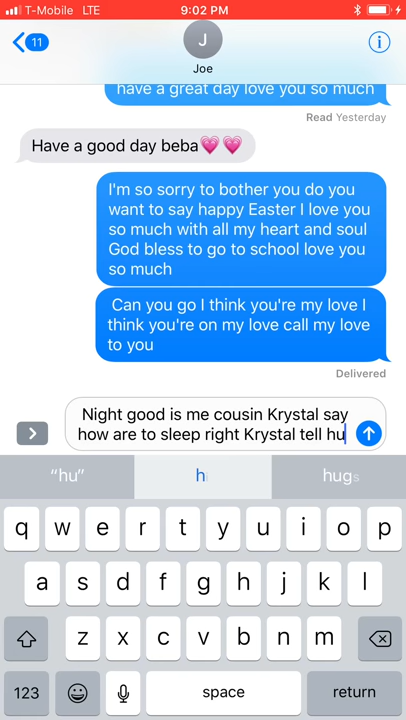 T-Mobile LTE 9:02 PM
11
J
i
Joe
have a great day love you so much
Read Yesterday
Have a good day beba💗💗
I'm so sorry to bother you do you
want to say happy Easter I love you
so much with all my heart and soul
God bless to go to school love you
so much
Can you go I think you're my love I
think you're on my love call my love
to you
Delivered
Night good is me cousin Krystal say
how are to sleep right Krystal tell hu
“hu” hi hugs
q w e r t y u i o p
a s d f g h j k l
z x c v b n m
123 space return